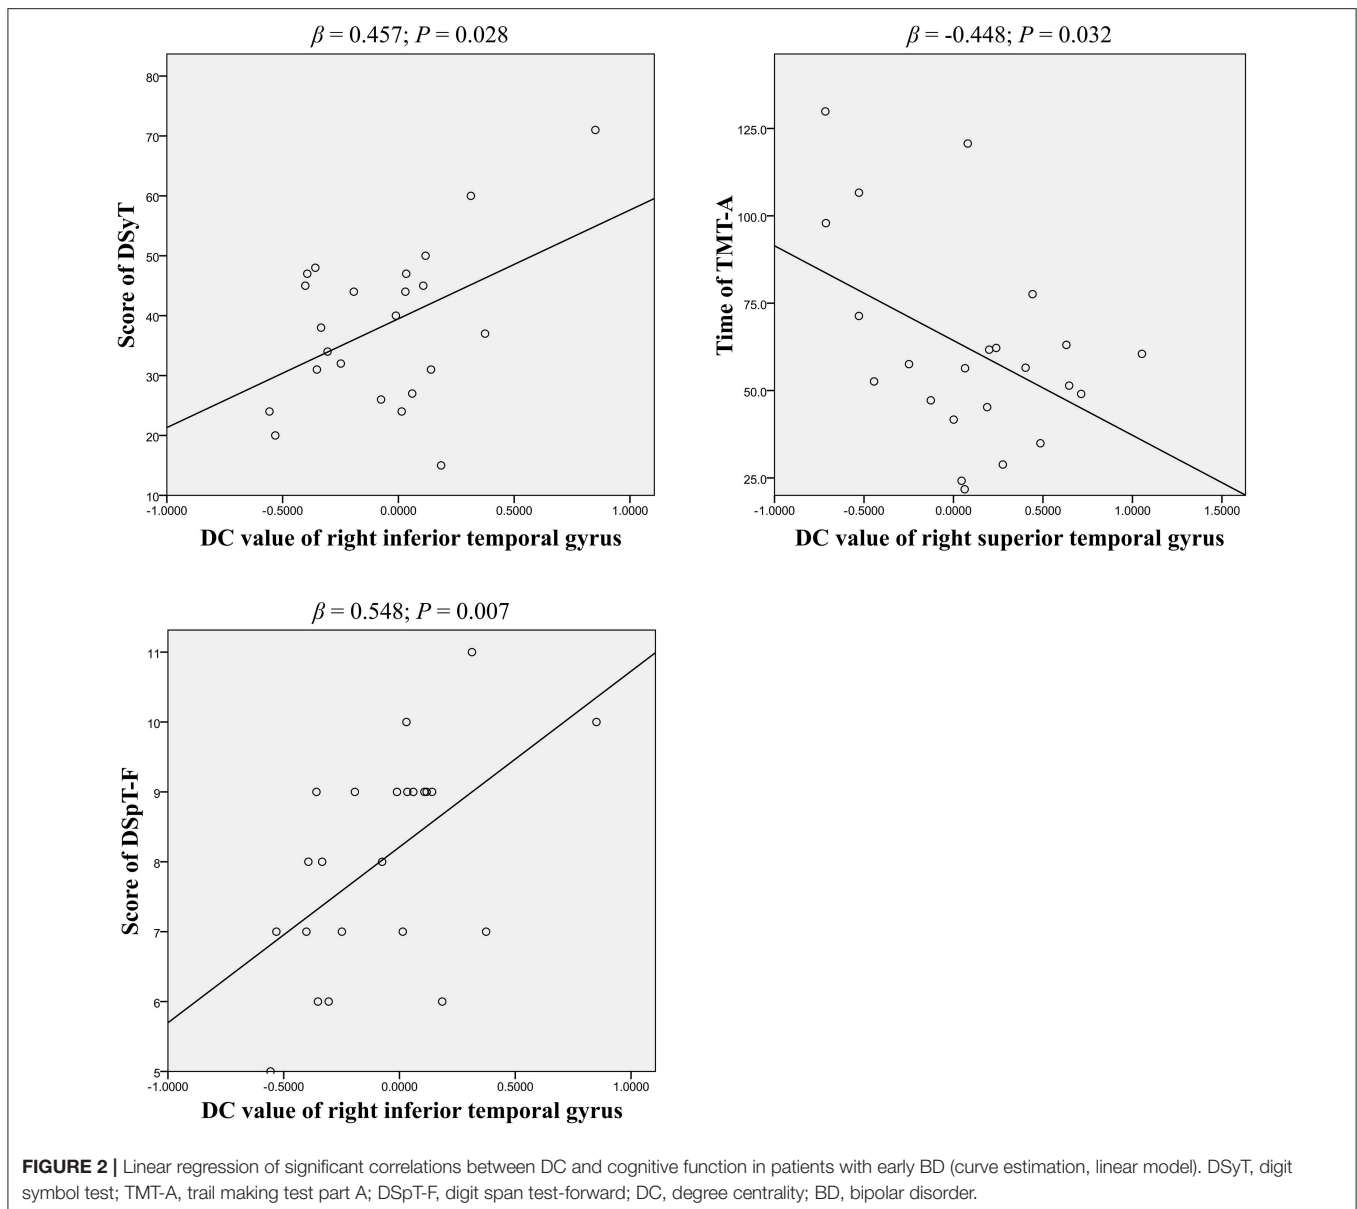 β = 0.457; P = 0.028
80
70
60
50
40
30
20
10
Score of DSyT
-1.0000 -0.5000 0.0000 0.5000 1.0000
DC value of right inferior temporal gyrus
β = -0.448; P = 0.032
125.0
100.0
75.0
50.0
25.0
Time of TMT-A
-1.0000 -0.5000 0.0000 0.5000 1.0000 1.5000
DC value of right superior temporal gyrus
β = 0.548; P = 0.007
11
10
9
8
7
6
5
Score of DSpT-F
-1.0000 -0.5000 0.0000 0.5000 1.0000
DC value of right inferior temporal gyrus
FIGURE 2 | Linear regression of significant correlations between DC and cognitive function in patients with early BD (curve estimation, linear model). DSyT, digit
symbol test; TMT-A, trail making test part A; DSpT-F, digit span test-forward; DC, degree centrality; BD, bipolar disorder.